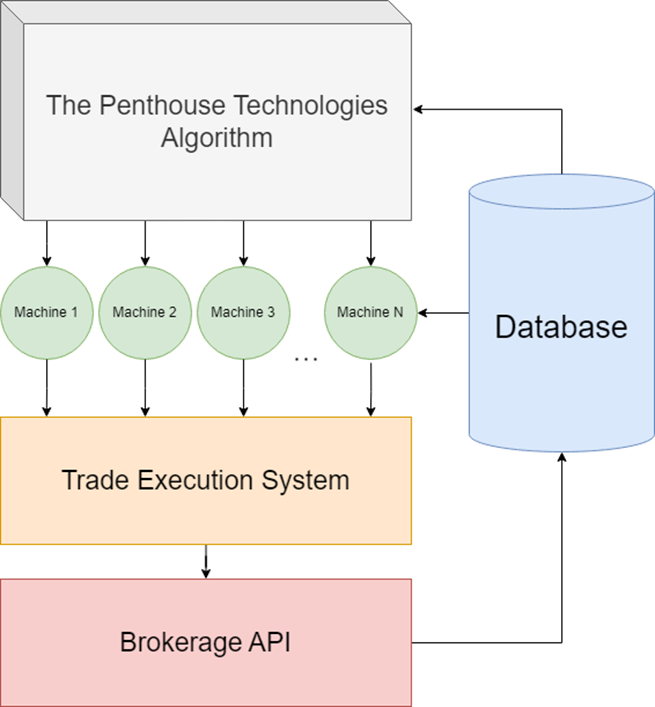 The Penthouse Technologies
Algorithm
Machine 1
Machine 2
Machine 3
Machine N
...
Database
Trade Execution System
Brokerage API